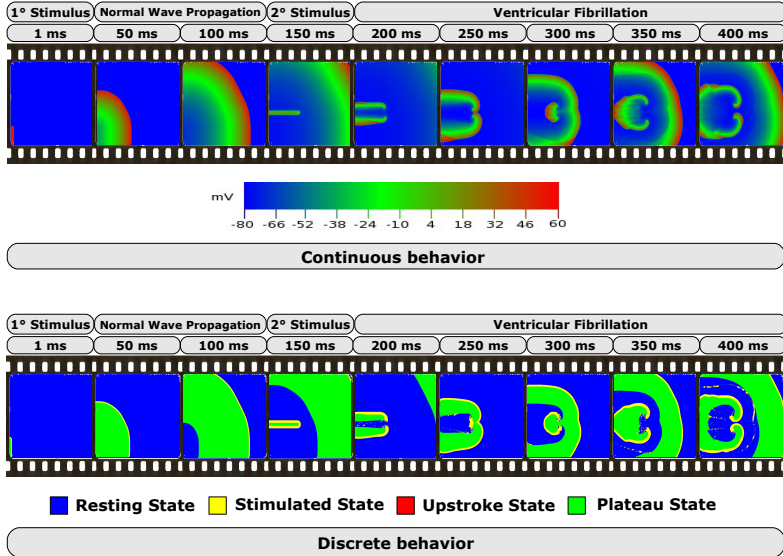 1° Stimulus Normal Wave Propagation 2° Stimulus Ventricular Fibrillation
1 ms 50 ms 100 ms 150 ms 200 ms 250 ms 300 ms 350 ms 400 ms
mV
-80 -66 -52 -38 -24 -10 4 18 32 46 60
Continuous behavior
1° Stimulus Normal Wave Propagation 2° Stimulus Ventricular Fibrillation
1 ms 50 ms 100 ms 150 ms 200 ms 250 ms 300 ms 350 ms 400 ms
Resting State Stimulated State Upstroke State Plateau State
Discrete behavior